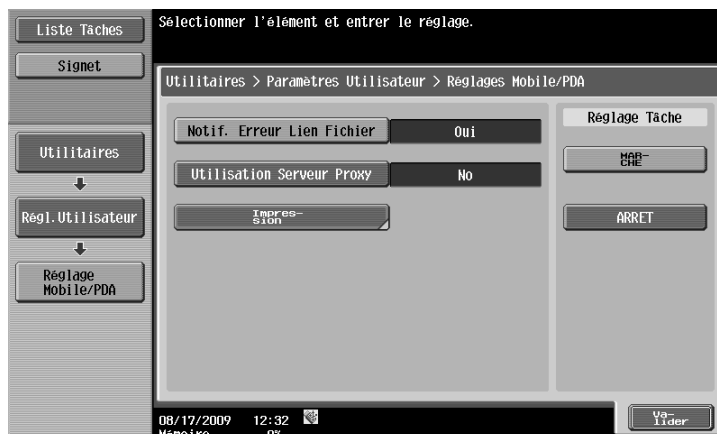 Liste Tâches
Signet
Sélectionner l'élément et entrer le réglage.
Utilitaires > Paramètres Utilisateur > Réglages Mobile/PDA
Utilitaires
Régl.Utilisateur
Réglage
Mobile/PDA
Notif. Erreur Lien Fichier
Oui
Utilisation Serveur Proxy
No
Impres-
sion
Réglage Tâche
MAR-
CHE
ARRET
08/17/2009 12:32
Mémoire 0%
Va-
lider